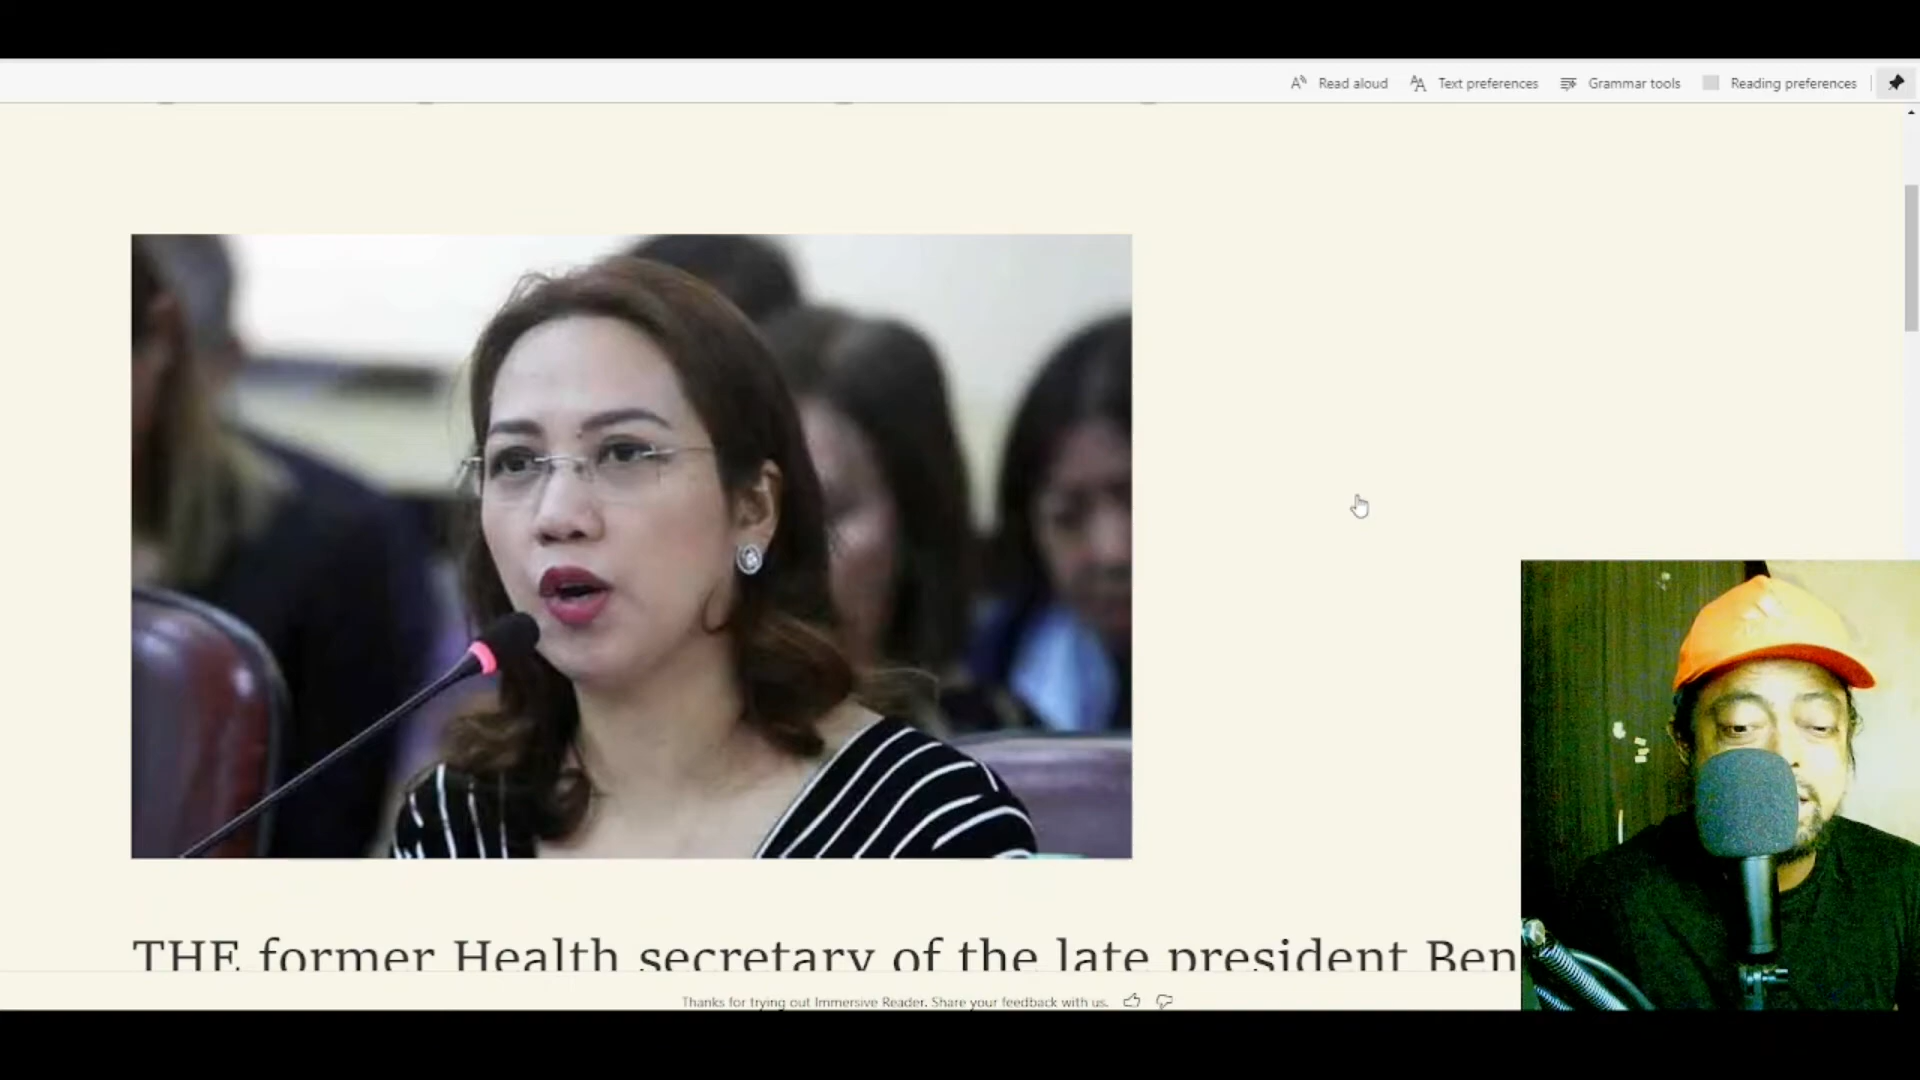 Read aloud
Text preferences
Grammar tools
Reading preferences
THE former Health secretary of the late president Ben
Thanks for trying out Immersive Reader. Share your feedback with us.